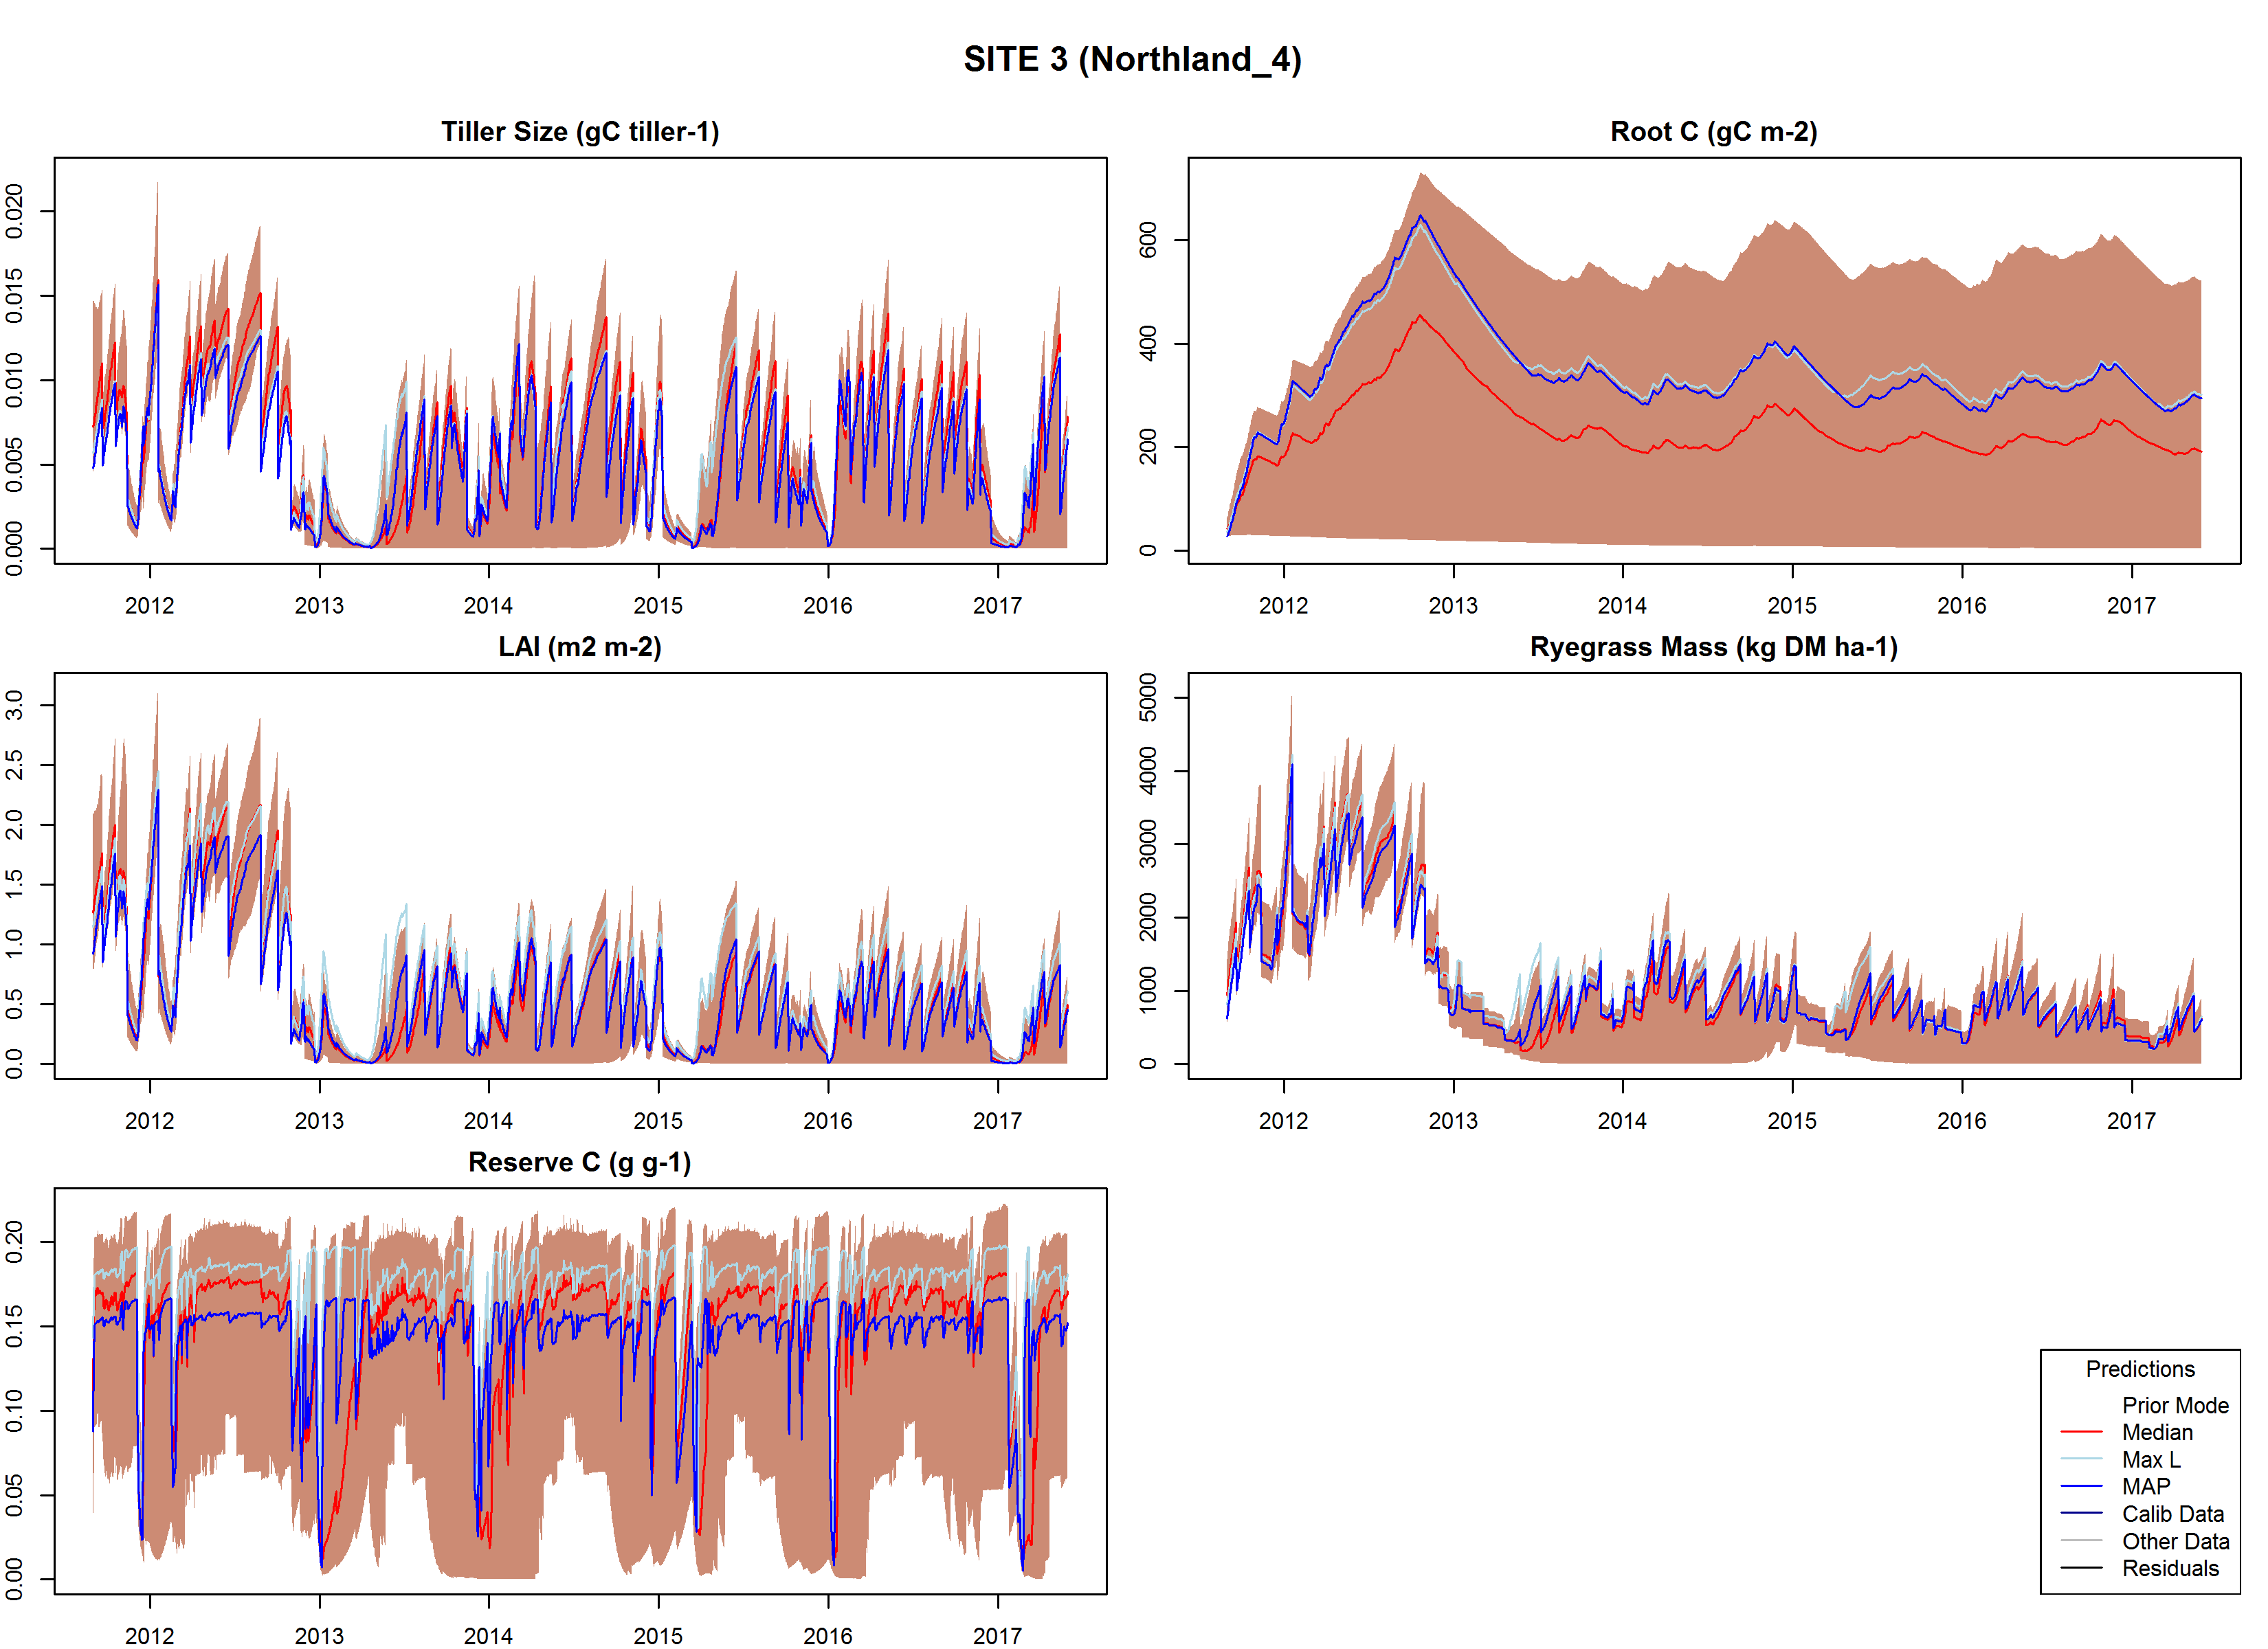 SITE 3 (Northland_4)
Tiller Size (gC tiller-1)
0.000 0.005 0.010 0.015 0.020
2012 2013 2014 2015 2016 2017
Root C (gC m-2)
0 200 400 600
2012 2013 2014 2015 2016 2017
LAI (m2 m-2)
0.0 0.5 1.0 1.5 2.0 2.5 3.0
2012 2013 2014 2015 2016 2017
Ryegrass Mass (kg DM ha-1)
0 1000 2000 3000 4000 5000
2012 2013 2014 2015 2016 2017
Reserve C (g g-1)
0.00 0.05 0.10 0.15 0.20
2012 2013 2014 2015 2016 2017
Predictions
Prior Mode
Median
Max L
MAP
Calib Data
Other Data
Residuals